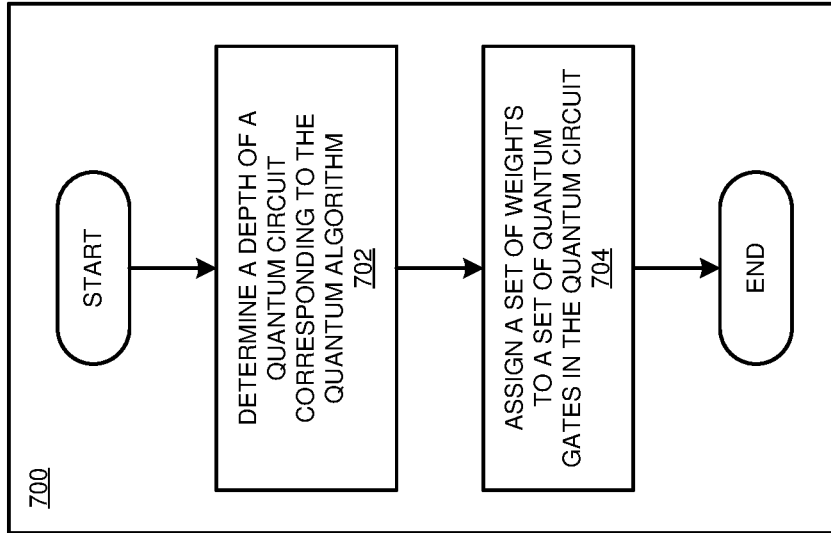 700
START
DETERMINE A DEPTH OF A
QUANTUM CIRCUIT
CORRESPONDING TO THE
QUANTUM ALGORITHM
702
ASSIGN A SET OF WEIGHTS
TO A SET OF QUANTUM
GATES IN THE QUANTUM CIRCUIT
704
END